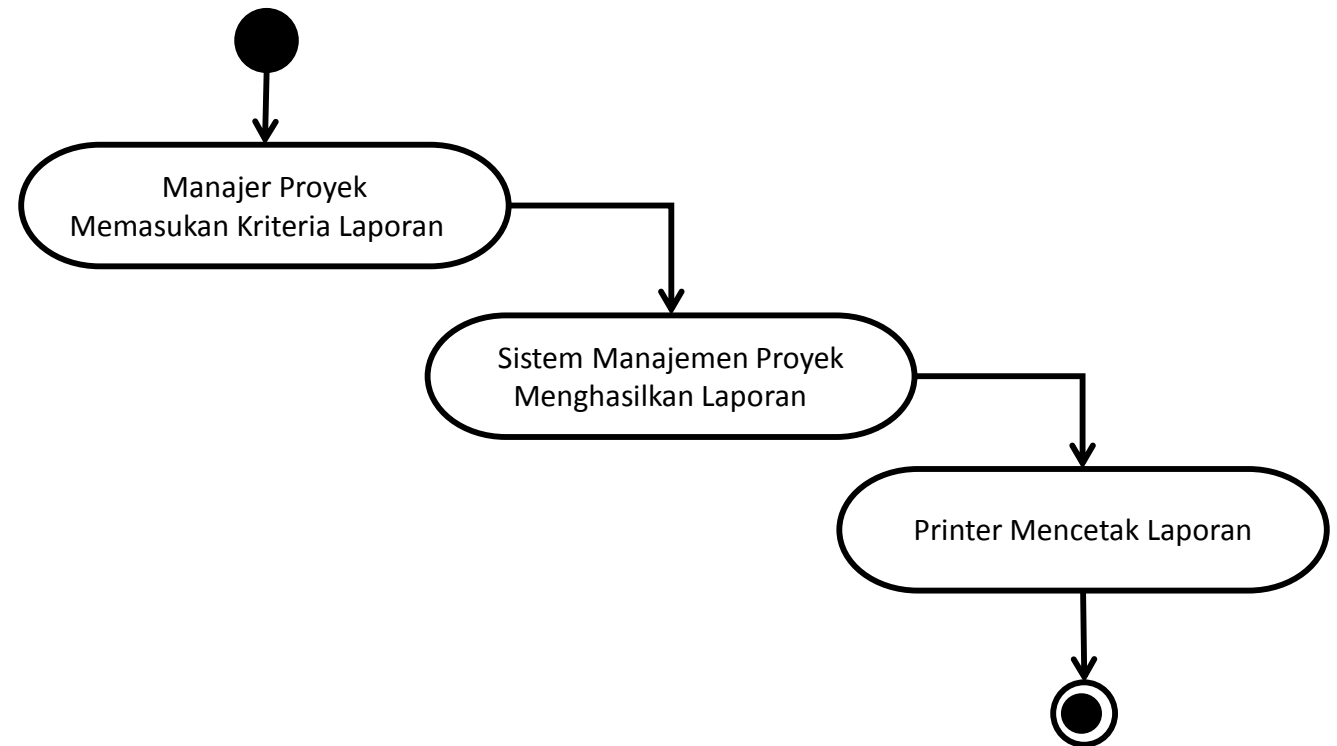 Manajer Proyek
Memasukan Kriteria Laporan
Sistem Manajemen Proyek
Menghasilkan Laporan
Printer Mencetak Laporan